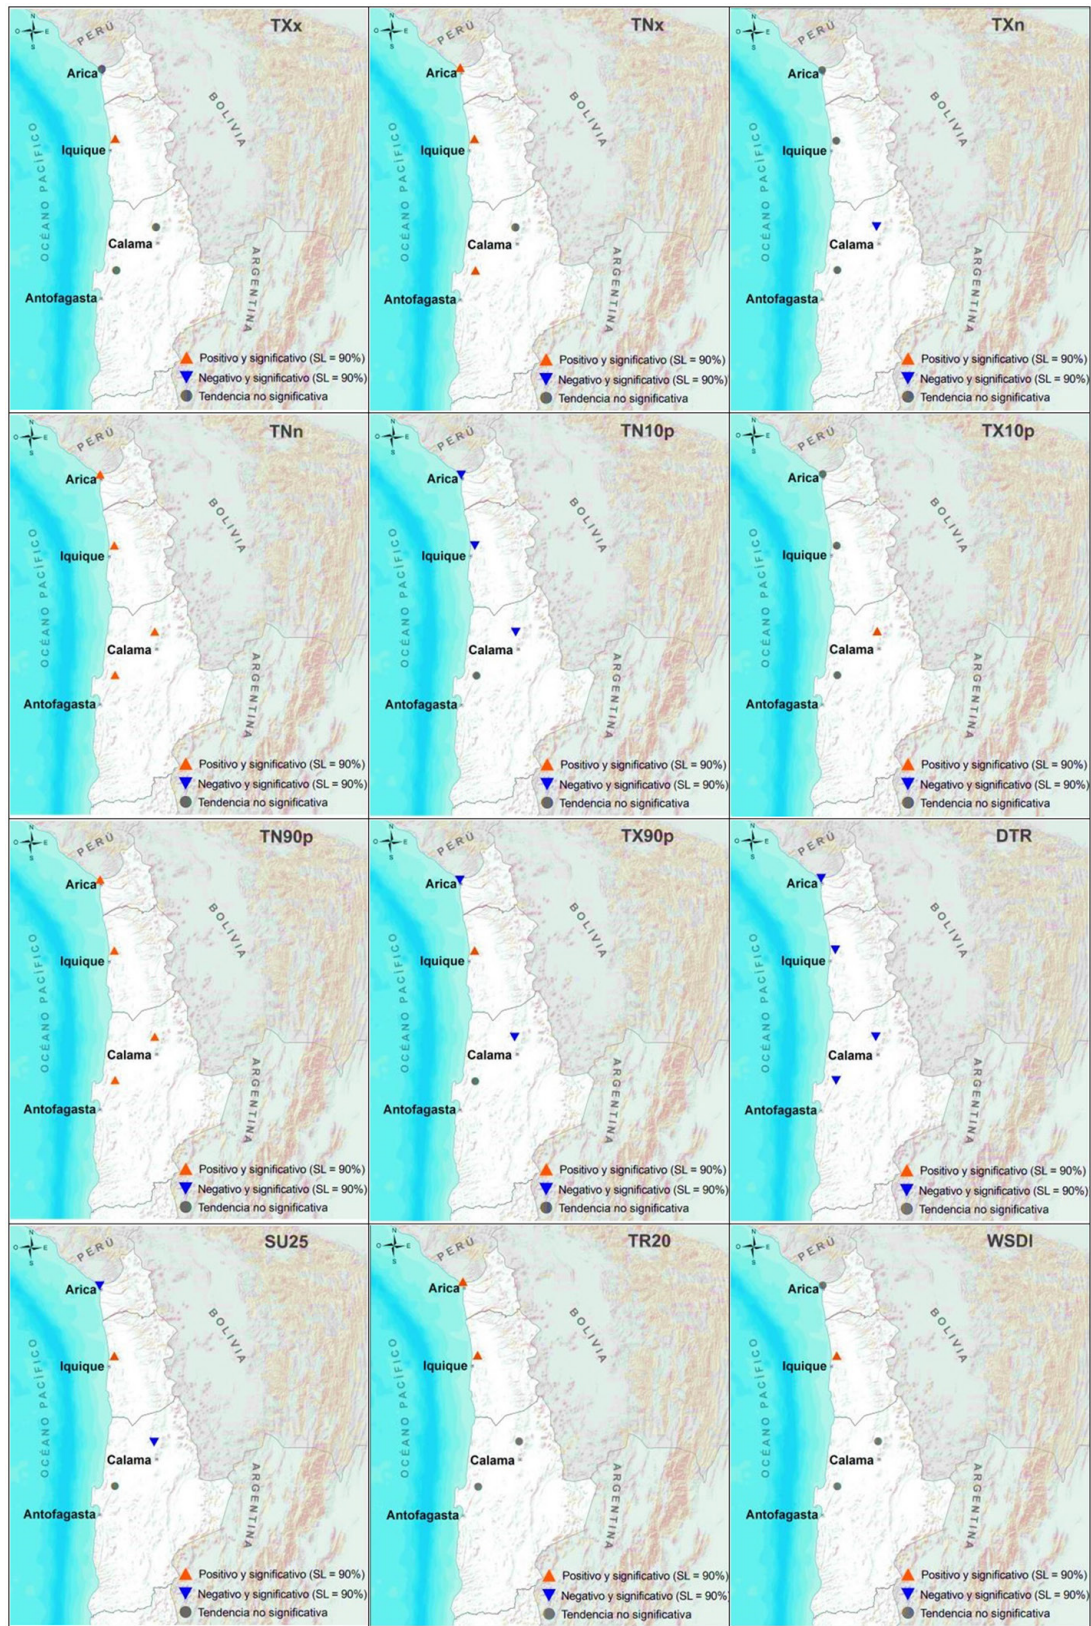 TXx
N
O E
S
PERÚ
Arica
BOLIVIA
Iquique
OCÉANO PACÍFICO
Calama
ARGENTINA
Antofagasta
Positivo y significativo (SL = 90%)
Negativo y significativo (SL = 90%)
Tendencia no significativa
TNx
N
O E
S
PERÚ
Arica
BOLIVIA
Iquique
OCÉANO PACÍFICO
Calama
ARGENTINA
Antofagasta
Positivo y significativo (SL = 90%)
Negativo y significativo (SL = 90%)
Tendencia no significativa
TXn
N
O E
S
PERÚ
Arica
BOLIVIA
Iquique
OCÉANO PACÍFICO
Calama
ARGENTINA
Antofagasta
Positivo y significativo (SL = 90%)
Negativo y significativo (SL = 90%)
Tendencia no significativa
TNn
N
O E
S
PERÚ
Arica
BOLIVIA
Iquique
OCÉANO PACÍFICO
Calama
ARGENTINA
Antofagasta
Positivo y significativo (SL = 90%)
Negativo y significativo (SL = 90%)
Tendencia no significativa
TN10p
N
O E
S
PERÚ
Arica
BOLIVIA
Iquique
OCÉANO PACÍFICO
Calama
ARGENTINA
Antofagasta
Positivo y significativo (SL = 90%)
Negativo y significativo (SL = 90%)
Tendencia no significativa
TX10p
N
O E
S
PERÚ
Arica
BOLIVIA
Iquique
OCÉANO PACÍFICO
Calama
ARGENTINA
Antofagasta
Positivo y significativo (SL = 90%)
Negativo y significativo (SL = 90%)
Tendencia no significativa
TN90p
N
O E
S
PERÚ
Arica
BOLIVIA
Iquique
OCÉANO PACÍFICO
Calama
ARGENTINA
Antofagasta
Positivo y significativo (SL = 90%)
Negativo y significativo (SL = 90%)
Tendencia no significativa
TX90p
N
O E
S
PERÚ
Arica
BOLIVIA
Iquique
OCÉANO PACÍFICO
Calama
ARGENTINA
Antofagasta
Positivo y significativo (SL = 90%)
Negativo y significativo (SL = 90%)
Tendencia no significativa
DTR
N
O E
S
PERÚ
Arica
BOLIVIA
Iquique
OCÉANO PACÍFICO
Calama
ARGENTINA
Antofagasta
Positivo y significativo (SL = 90%)
Negativo y significativo (SL = 90%)
Tendencia no significativa
SU25
N
O E
S
PERÚ
Arica
BOLIVIA
Iquique
OCÉANO PACÍFICO
Calama
ARGENTINA
Antofagasta
Positivo y significativo (SL = 90%)
Negativo y significativo (SL = 90%)
Tendencia no significativa
TR20
N
O E
S
PERÚ
Arica
BOLIVIA
Iquique
OCÉANO PACÍFICO
Calama
ARGENTINA
Antofagasta
Positivo y significativo (SL = 90%)
Negativo y significativo (SL = 90%)
Tendencia no significativa
WSDI
N
O E
S
PERÚ
Arica
BOLIVIA
Iquique
OCÉANO PACÍFICO
Calama
ARGENTINA
Antofagasta
Positivo y significativo (SL = 90%)
Negativo y significativo (SL = 90%)
Tendencia no significativa